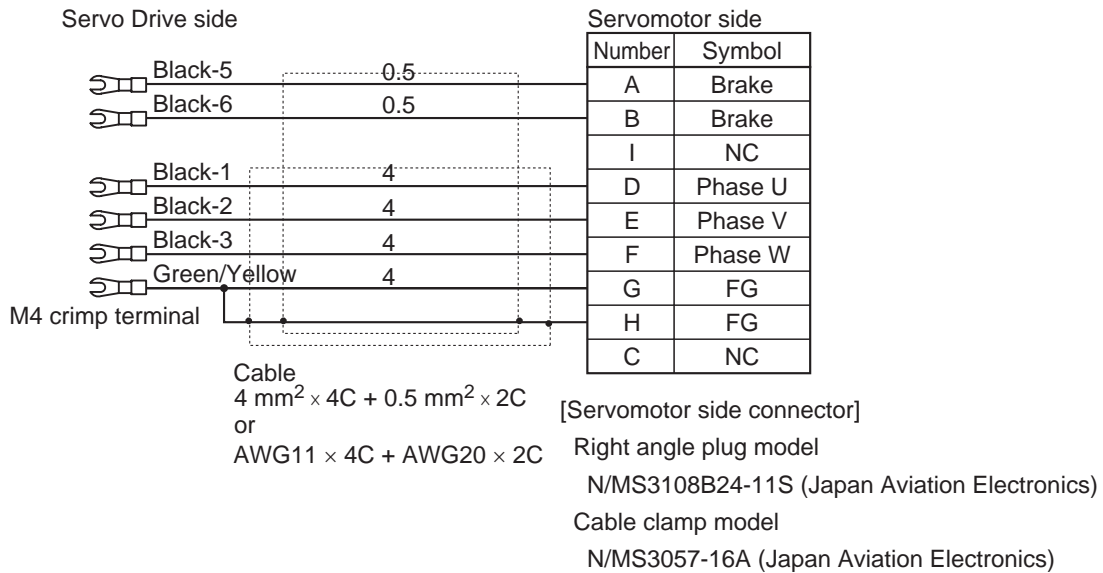 Servo Drive side
Servomotor side
Number Symbol
Black-5 0.5 A Brake
Black-6 0.5 B Brake
I NC
Black-1 4 D Phase U
Black-2 4 E Phase V
Black-3 4 F Phase W
Green/Yellow 4 G FG
M4 crimp terminal H FG
C NC
Cable
4 mm² × 4C + 0.5 mm² × 2C
or
AWG11 × 4C + AWG20 × 2C
[Servomotor side connector]
Right angle plug model
N/MS3108B24-11S (Japan Aviation Electronics)
Cable clamp model
N/MS3057-16A (Japan Aviation Electronics)